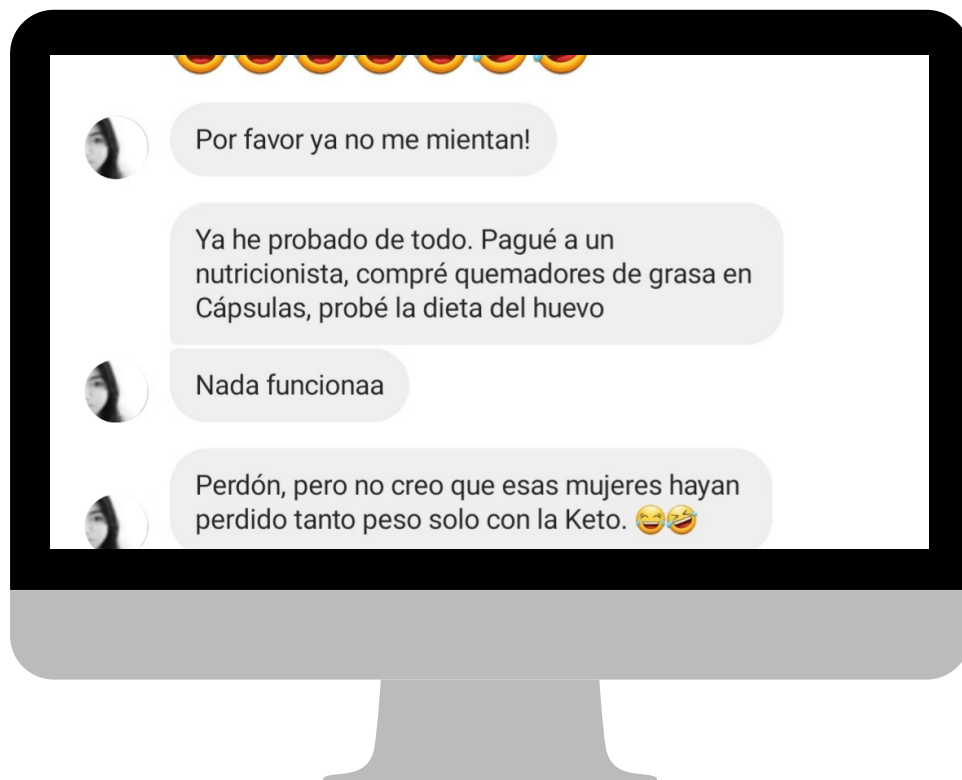 Por favor ya no me mientan!
Ya he probado de todo. Pagué a un
nutricionista, compré quemadores de grasa en
Cápsulas, probé la dieta del huevo
Nada funcionaa
Perdón, pero no creo que esas mujeres hayan
perdido tanto peso solo con la Keto. 😂🤣